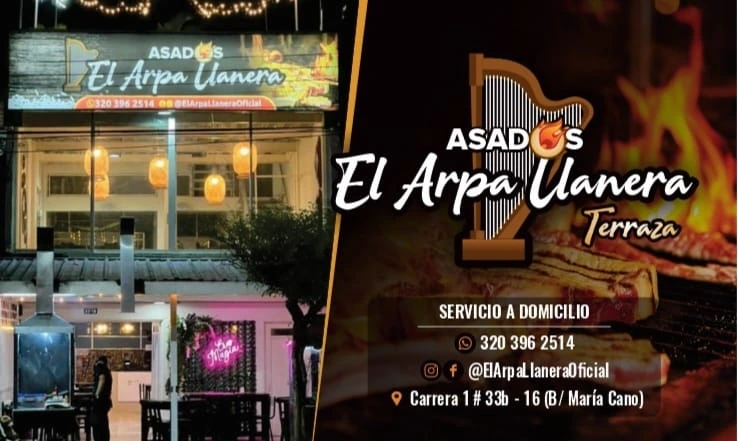 ASADOS
El Arpa Llanera
320 396 2514 @ElArpaLlaneraOficial
ASADOS
El Arpa Llanera
Terraza
SERVICIO A DOMICILIO
320 396 2514
@ElArpaLlaneraOficial
Carrera 1 # 33b - 16 (B/ María Cano)